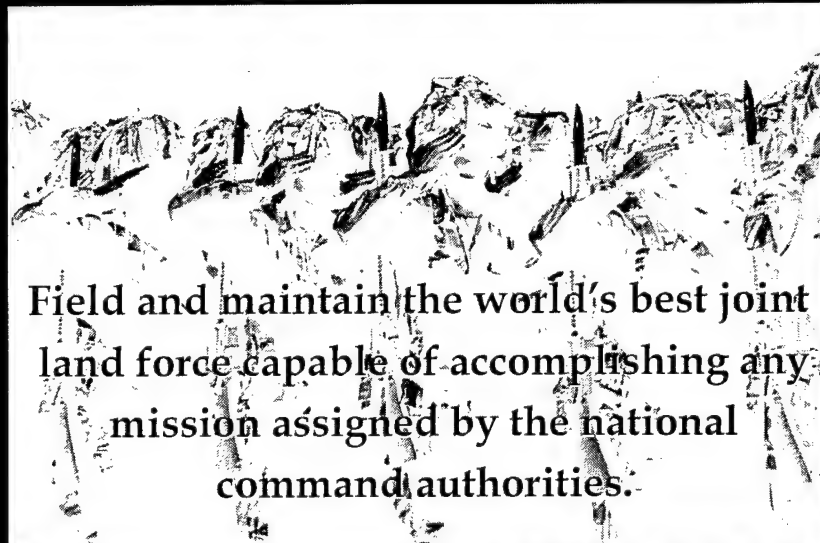 Field and maintain the world's best joint
land force capable of accomplishing any
mission assigned by the national
command authorities.